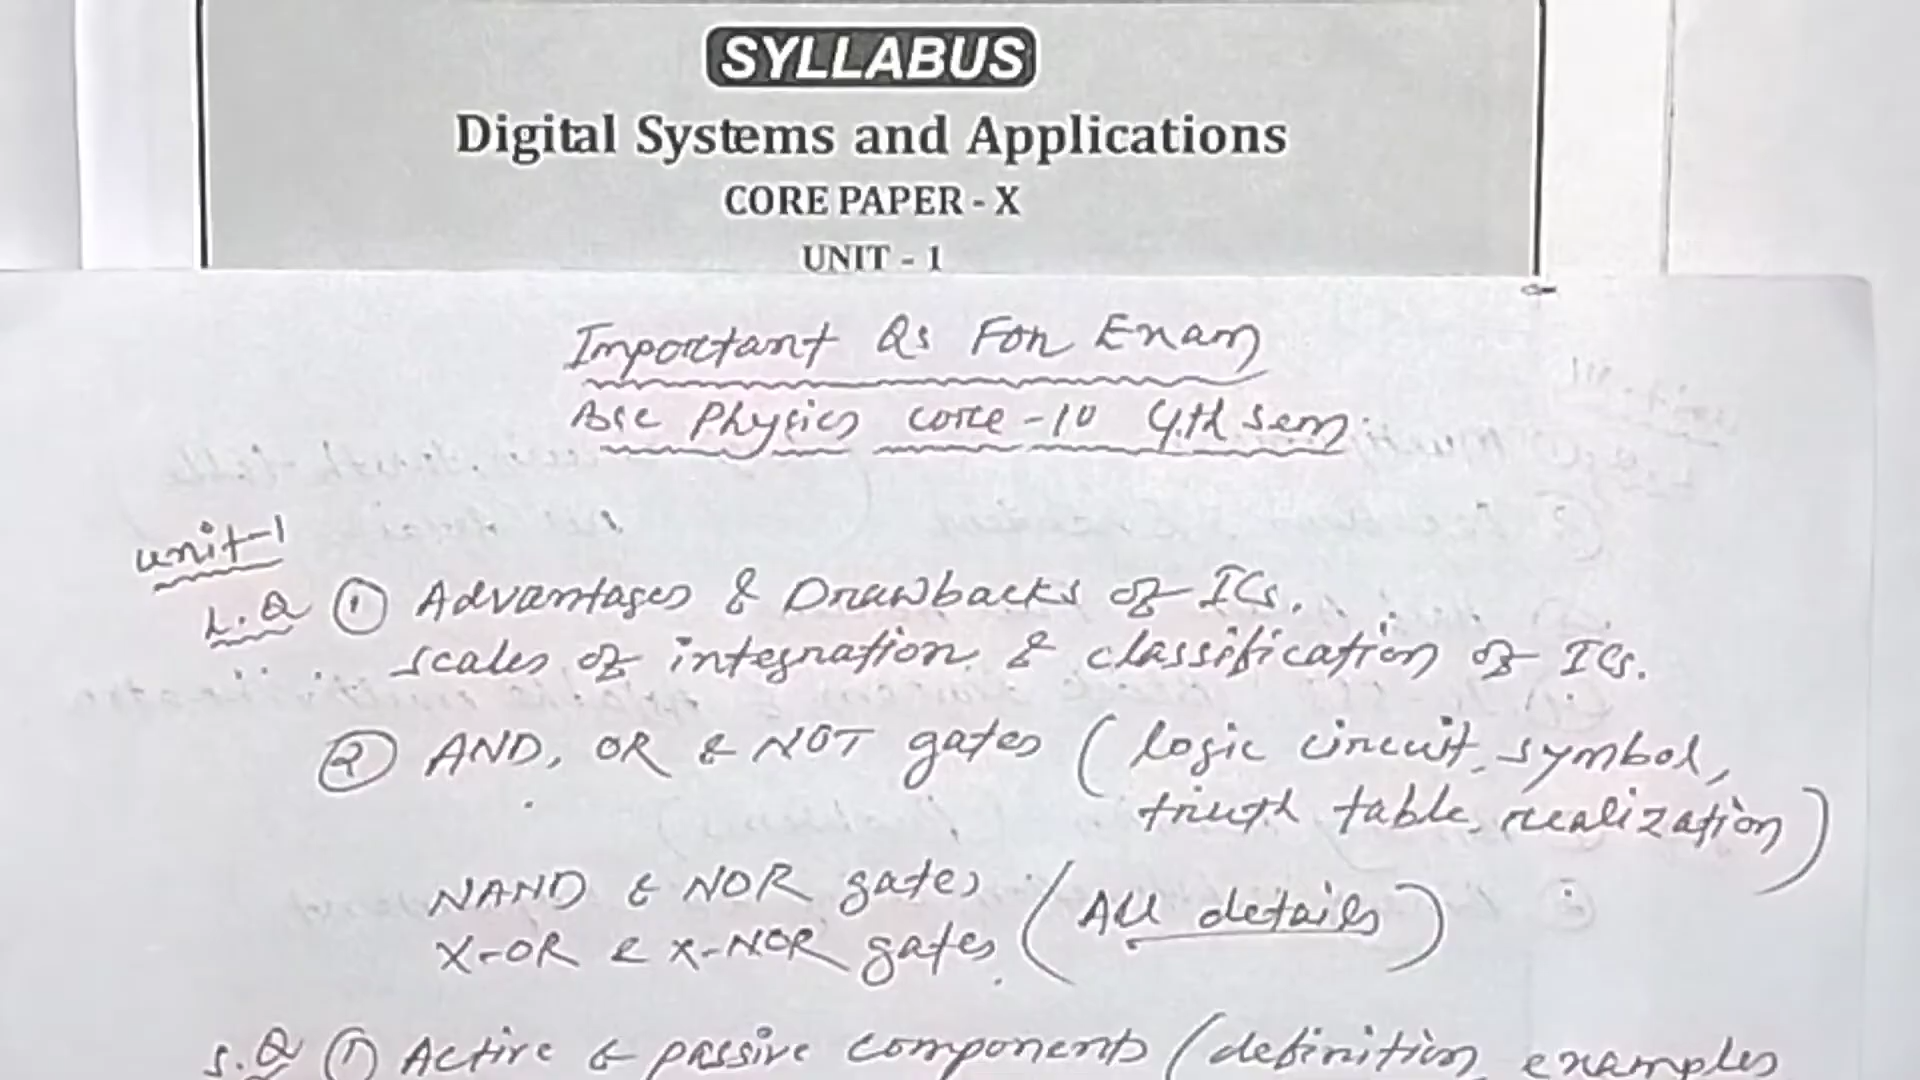 SYLLABUS
Digital Systems and Applications
CORE PAPER - X
UNIT - 1
Important Qs For Exam
Bsc Physics core-10 4th sem.
unit-1
L.Q ① Advantages & Drawbacks of ICs.
scales of integration & classification of ICs.
② AND, OR & NOT gates (logic circuit, symbol,
truth table, realization)
NAND & NOR gates
X-OR & X-NOR gates. (All details)
S.Q ① Active & passive components (definition, examples